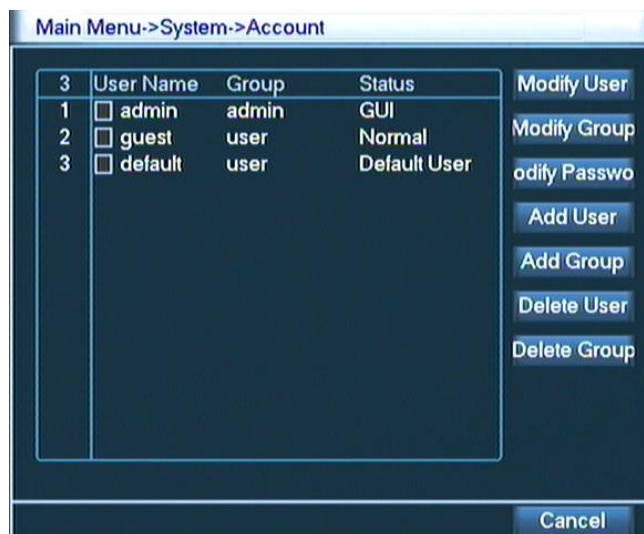 Main Menu->System->Account
3 User Name Group Status
1 admin admin GUI
2 guest user Normal
3 default user Default User
Modify User
Modify Group
odify Passwo
Add User
Add Group
Delete User
Delete Group
Cancel